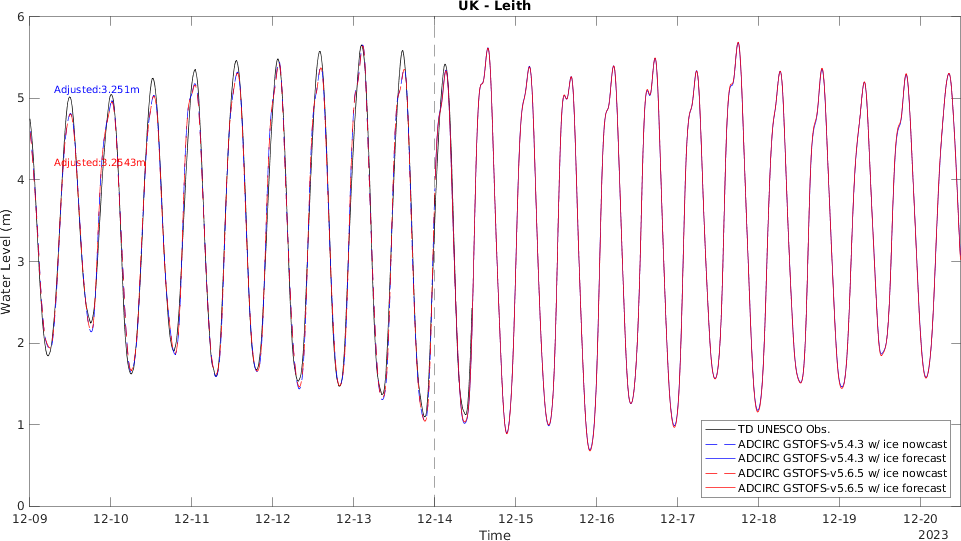 UK - Leith
6
5
4
3
2
1
0
Water Level (m)
Adjusted:3.251m
Adjusted:3.2543m
TD UNESCO Obs.
ADCIRC GSTOFS-v5.4.3 w/ ice nowcast
ADCIRC GSTOFS-v5.4.3 w/ ice forecast
ADCIRC GSTOFS-v5.6.5 w/ ice nowcast
ADCIRC GSTOFS-v5.6.5 w/ ice forecast
12-09 12-10 12-11 12-12 12-13 12-14 12-15 12-16 12-17 12-18 12-19 12-20
Time
2023